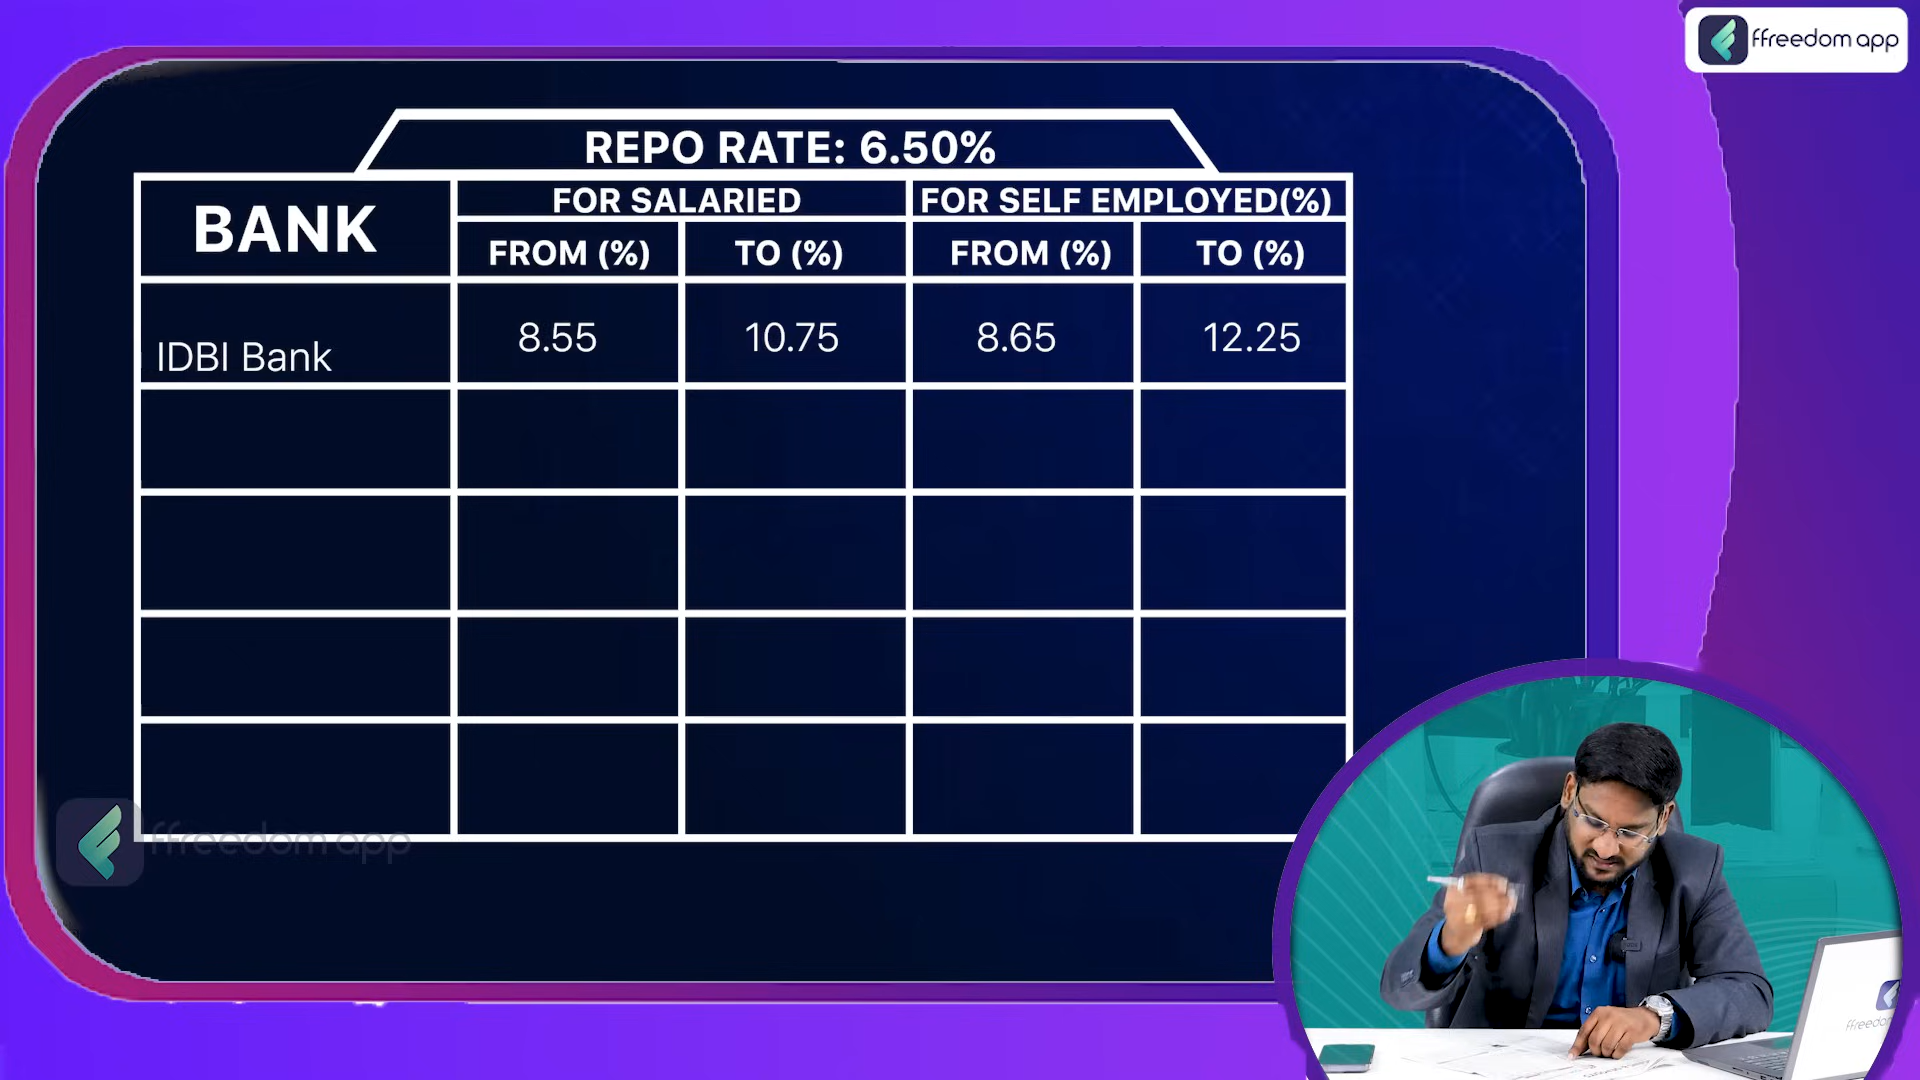 ffreedom app
REPO RATE: 6.50%
BANK
FOR SALARIED
FOR SELF EMPLOYED(%)
FROM (%)
TO (%)
FROM (%)
TO (%)
IDBI Bank
8.55
10.75
8.65
12.25
ffreedom app
ffreedo